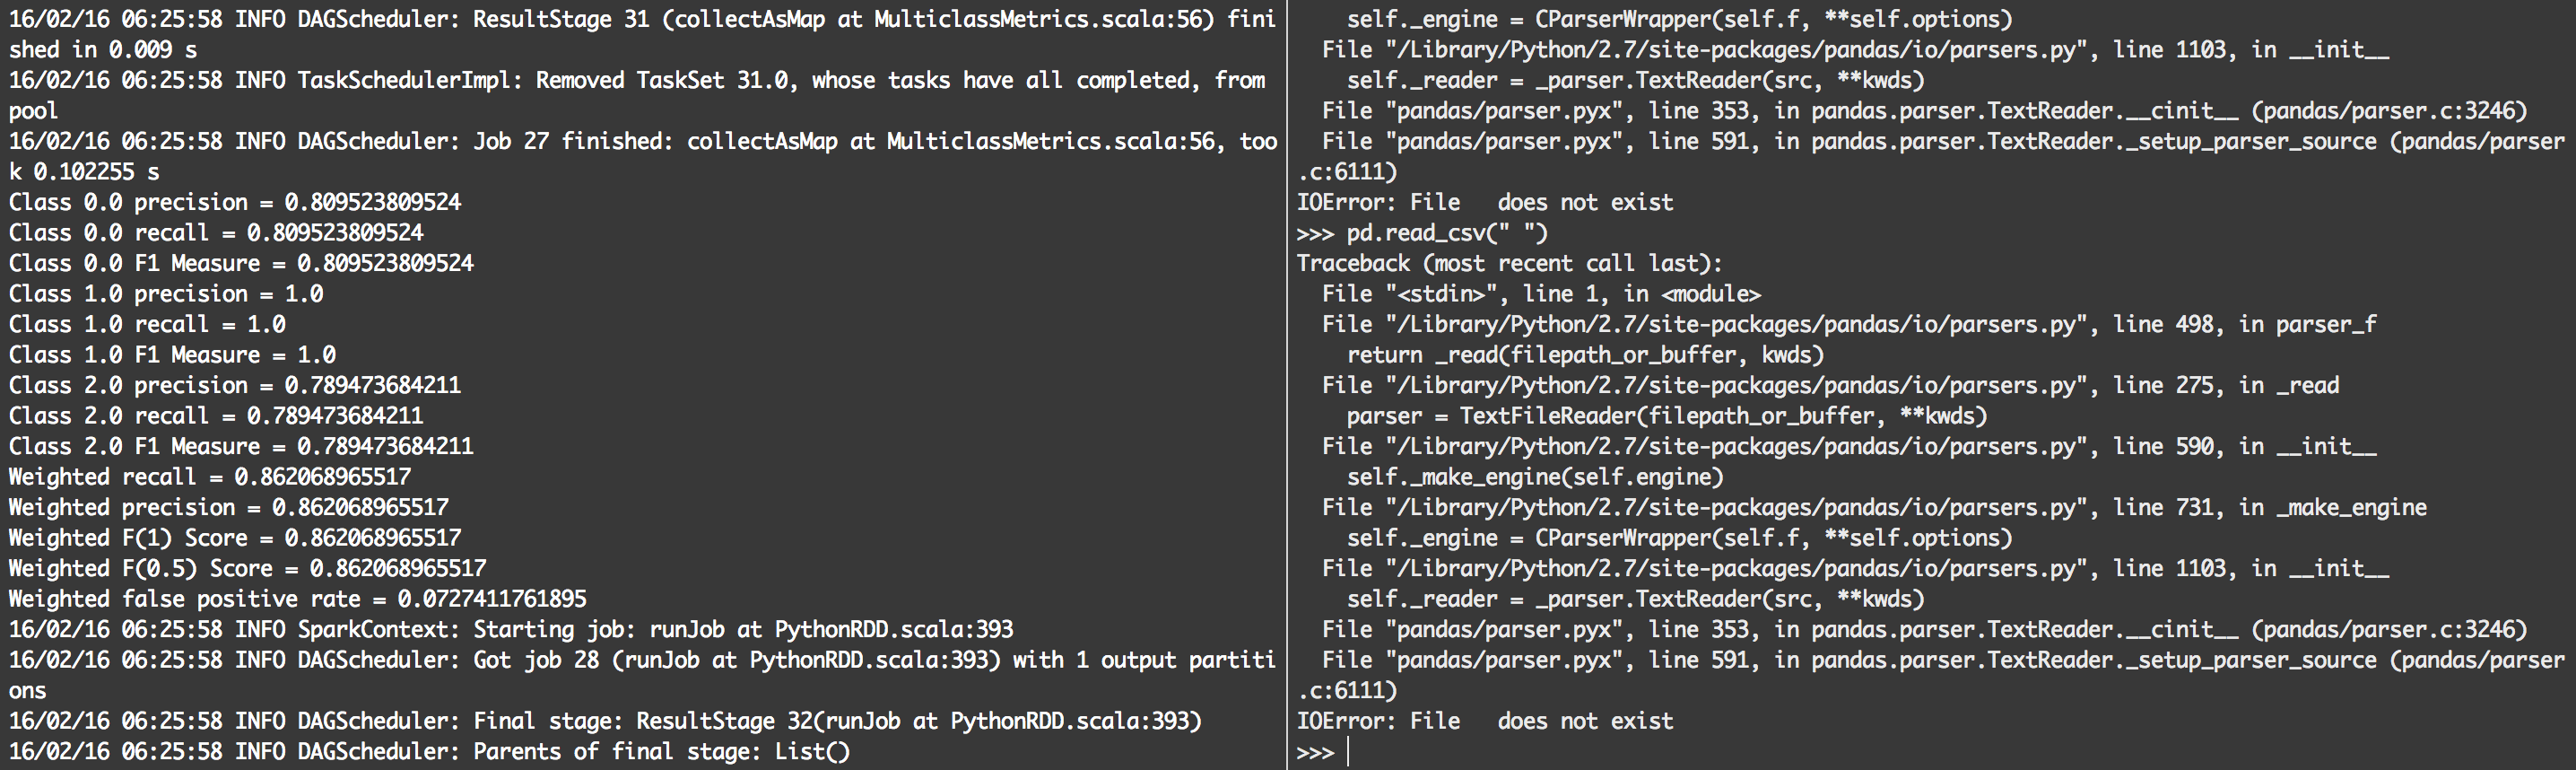 16/02/16 06:25:58 INFO DAGScheduler: ResultStage 31 (collectAsMap at MulticlassMetrics.scala:56) fini
shed in 0.009 s
16/02/16 06:25:58 INFO TaskSchedulerImpl: Removed TaskSet 31.0, whose tasks have all completed, from
pool
16/02/16 06:25:58 INFO DAGScheduler: Job 27 finished: collectAsMap at MulticlassMetrics.scala:56, too
k 0.102255 s
Class 0.0 precision = 0.809523809524
Class 0.0 recall = 0.809523809524
Class 0.0 F1 Measure = 0.809523809524
Class 1.0 precision = 1.0
Class 1.0 recall = 1.0
Class 1.0 F1 Measure = 1.0
Class 2.0 precision = 0.789473684211
Class 2.0 recall = 0.789473684211
Class 2.0 F1 Measure = 0.789473684211
Weighted recall = 0.862068965517
Weighted precision = 0.862068965517
Weighted F(1) Score = 0.862068965517
Weighted F(0.5) Score = 0.862068965517
Weighted false positive rate = 0.0727411761895
16/02/16 06:25:58 INFO SparkContext: Starting job: runJob at PythonRDD.scala:393
16/02/16 06:25:58 INFO DAGScheduler: Got job 28 (runJob at PythonRDD.scala:393) with 1 output partiti
ons
16/02/16 06:25:58 INFO DAGScheduler: Final stage: ResultStage 32(runJob at PythonRDD.scala:393)
16/02/16 06:25:58 INFO DAGScheduler: Parents of final stage: List()
    self._engine = CParserWrapper(self.f, **self.options)
  File "/Library/Python/2.7/site-packages/pandas/io/parsers.py", line 1103, in __init__
    self._reader = _parser.TextReader(src, **kwds)
  File "pandas/parser.pyx", line 353, in pandas.parser.TextReader.__cinit__ (pandas/parser.c:3246)
  File "pandas/parser.pyx", line 591, in pandas.parser.TextReader._setup_parser_source (pandas/parser
.c:6111)
IOError: File   does not exist
>>> pd.read_csv(" ")
Traceback (most recent call last):
  File "<stdin>", line 1, in <module>
  File "/Library/Python/2.7/site-packages/pandas/io/parsers.py", line 498, in parser_f
    return _read(filepath_or_buffer, kwds)
  File "/Library/Python/2.7/site-packages/pandas/io/parsers.py", line 275, in _read
    parser = TextFileReader(filepath_or_buffer, **kwds)
  File "/Library/Python/2.7/site-packages/pandas/io/parsers.py", line 590, in __init__
    self._make_engine(self.engine)
  File "/Library/Python/2.7/site-packages/pandas/io/parsers.py", line 731, in _make_engine
    self._engine = CParserWrapper(self.f, **self.options)
  File "/Library/Python/2.7/site-packages/pandas/io/parsers.py", line 1103, in __init__
    self._reader = _parser.TextReader(src, **kwds)
  File "pandas/parser.pyx", line 353, in pandas.parser.TextReader.__cinit__ (pandas/parser.c:3246)
  File "pandas/parser.pyx", line 591, in pandas.parser.TextReader._setup_parser_source (pandas/parser
.c:6111)
IOError: File   does not exist
>>>